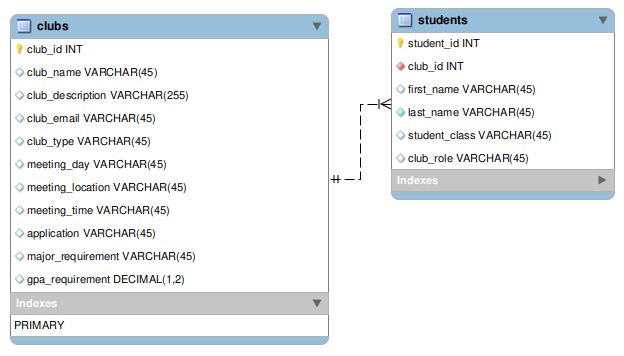 clubs
club_id INT
club_name VARCHAR(45)
club_description VARCHAR(255)
club_email VARCHAR(45)
club_type VARCHAR(45)
meeting_day VARCHAR(45)
meeting_location VARCHAR(45)
meeting_time VARCHAR(45)
application VARCHAR(45)
major_requirement VARCHAR(45)
gpa_requirement DECIMAL(1,2)
Indexes
PRIMARY
students
student_id INT
club_id INT
first_name VARCHAR(45)
last_name VARCHAR(45)
student_class VARCHAR(45)
club_role VARCHAR(45)
Indexes